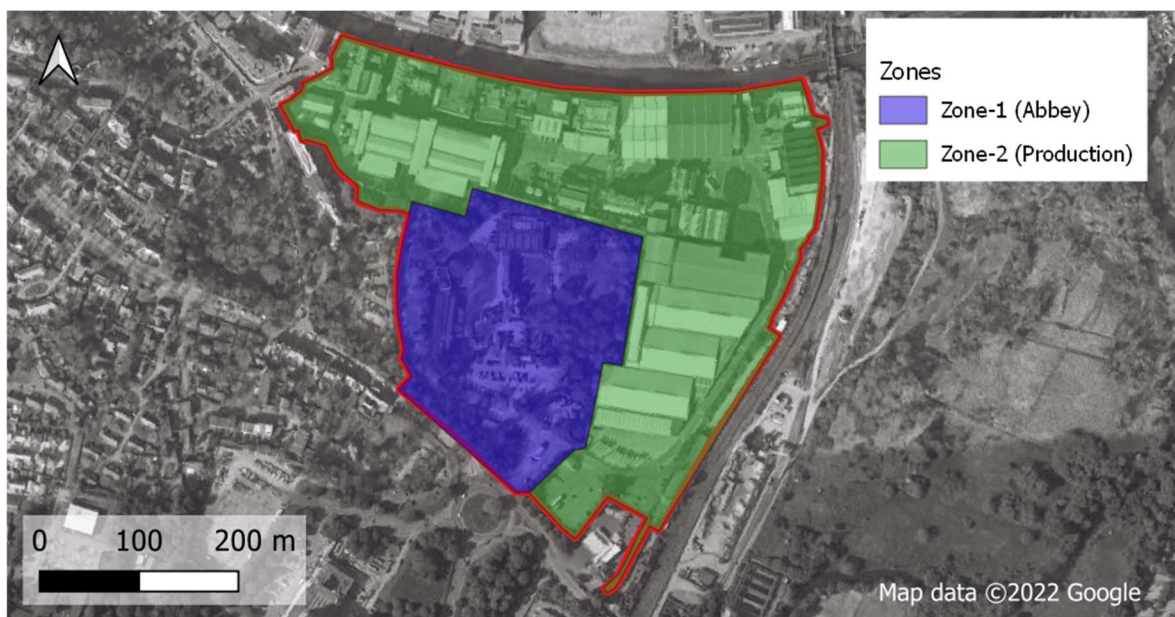 Zones
Zone-1 (Abbey)
Zone-2 (Production)
0 100 200 m
Map data ©2022 Google